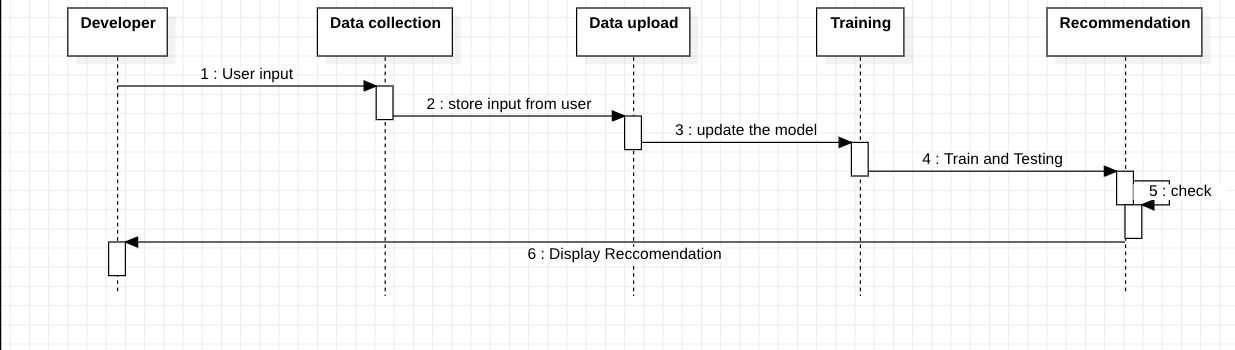 Developer
Data collection
Data upload
Training
Recommendation
1 : User input
2 : store input from user
3 : update the model
4 : Train and Testing
5 : check
6 : Display Reccomendation